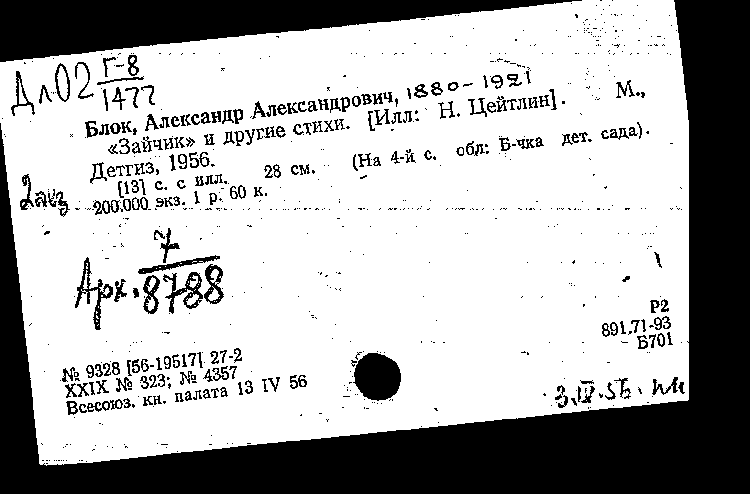 Дл02 Г-8
1477
Блок, Александр Александрович, 1880-1921
«Зайчик» и другие стихи. [Илл: Н. Цейтлин]. М.,
Детгиз, 1956.
[13] с. с илл. 28 см. (На 4-й с. обл: Б-чка дет. сада).
2 экз
200.000 экз. 1 р. 60 к.
7
Арх. 8788
Р2
891.71-93
Б701
№ 9328 [56-19517] 27-2
XXIX № 323; № 4357
Всесоюз. кн. палата 13 IV 56